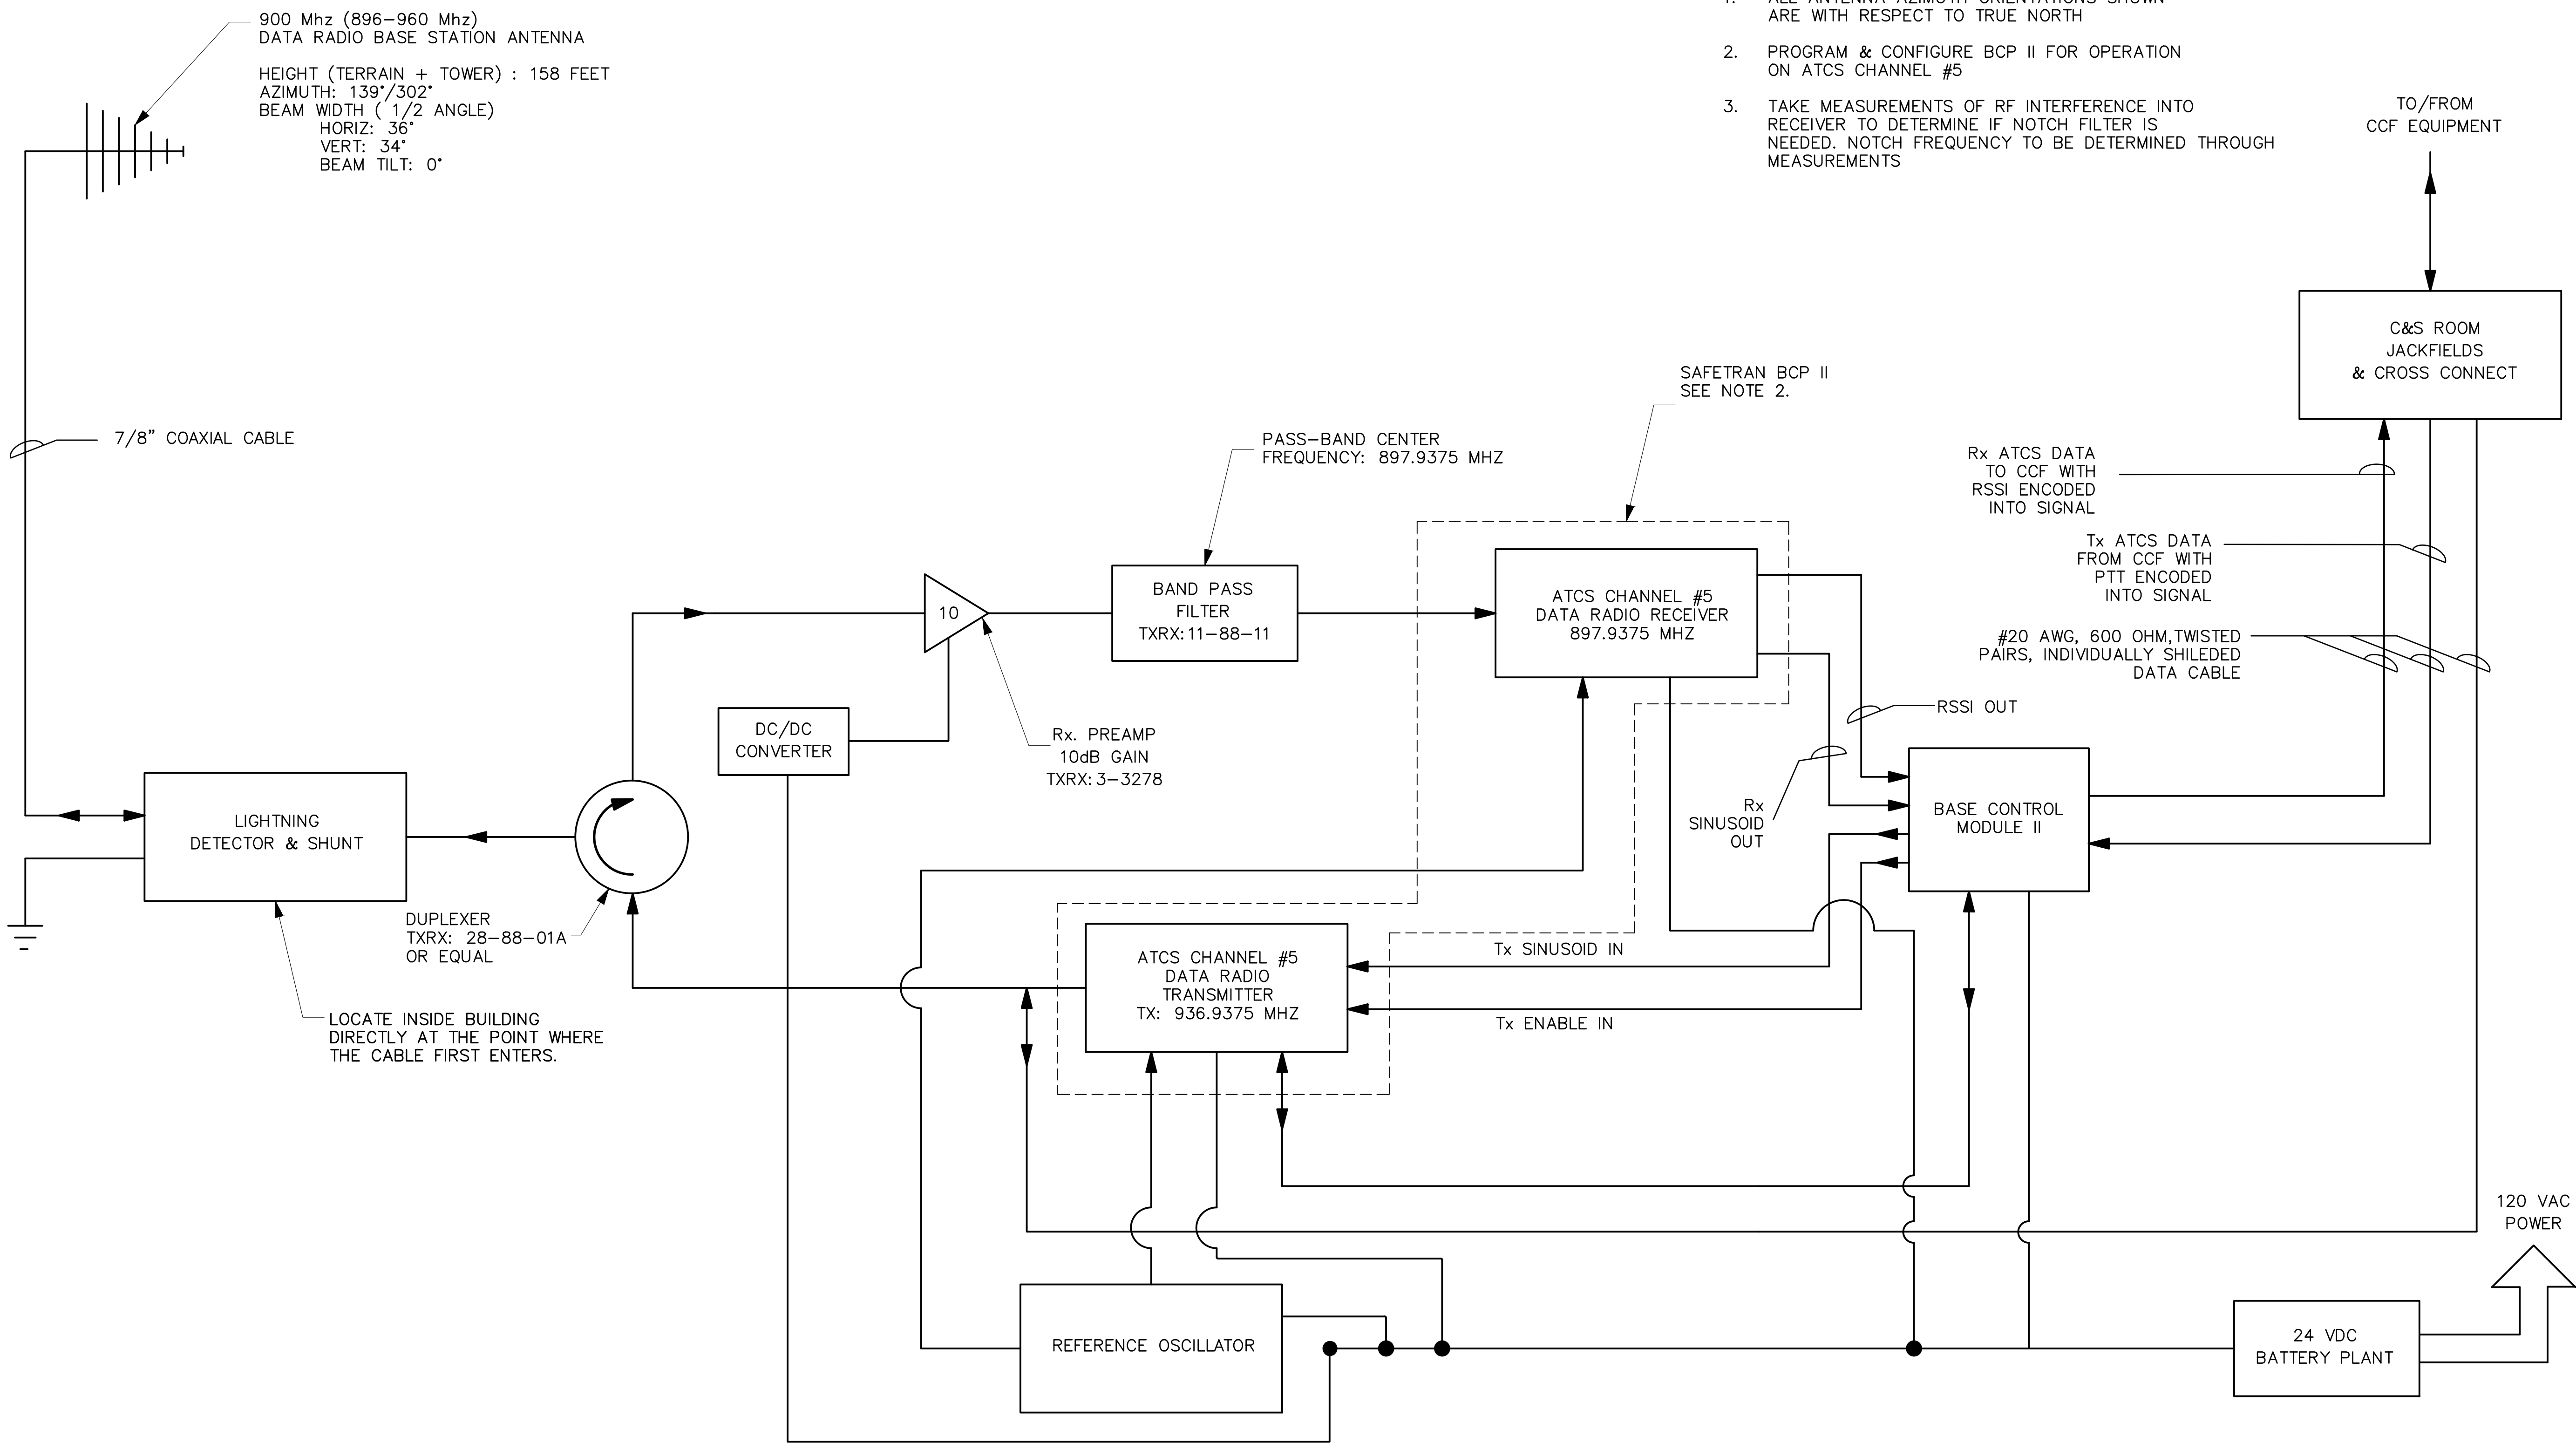 900 Mhz (896-960 Mhz)
DATA RADIO BASE STATION ANTENNA
HEIGHT (TERRAIN + TOWER) : 158 FEET
AZIMUTH: 139°/302°
BEAM WIDTH ( 1/2 ANGLE)
HORIZ: 36°
VERT: 34°
BEAM TILT: 0°
1. ALL ANTENNA AZIMUTH ORIENTATIONS SHOWN
ARE WITH RESPECT TO TRUE NORTH
2. PROGRAM & CONFIGURE BCP II FOR OPERATION
ON ATCS CHANNEL #5
3. TAKE MEASUREMENTS OF RF INTERFERENCE INTO
RECEIVER TO DETERMINE IF NOTCH FILTER IS
NEEDED. NOTCH FREQUENCY TO BE DETERMINED THROUGH
MEASUREMENTS
TO/FROM
CCF EQUIPMENT
C&S ROOM
JACKFIELDS
& CROSS CONNECT
SAFETRAN BCP II
SEE NOTE 2.
7/8" COAXIAL CABLE
PASS-BAND CENTER
FREQUENCY: 897.9375 MHZ
Rx ATCS DATA
TO CCF WITH
RSSI ENCODED
INTO SIGNAL
Tx ATCS DATA
FROM CCF WITH
PTT ENCODED
INTO SIGNAL
#20 AWG, 600 OHM,TWISTED
PAIRS, INDIVIDUALLY SHILEDED
DATA CABLE
10
BAND PASS
FILTER
TXRX:11-88-11
ATCS CHANNEL #5
DATA RADIO RECEIVER
897.9375 MHZ
RSSI OUT
DC/DC
CONVERTER
Rx. PREAMP
10dB GAIN
TXRX:3-3278
Rx
SINUSOID
OUT
BASE CONTROL
MODULE II
LIGHTNING
DETECTOR & SHUNT
DUPLEXER
TXRX: 28-88-01A
OR EQUAL
LOCATE INSIDE BUILDING
DIRECTLY AT THE POINT WHERE
THE CABLE FIRST ENTERS.
ATCS CHANNEL #5
DATA RADIO
TRANSMITTER
TX: 936.9375 MHZ
Tx SINUSOID IN
Tx ENABLE IN
120 VAC
POWER
REFERENCE OSCILLATOR
24 VDC
BATTERY PLANT